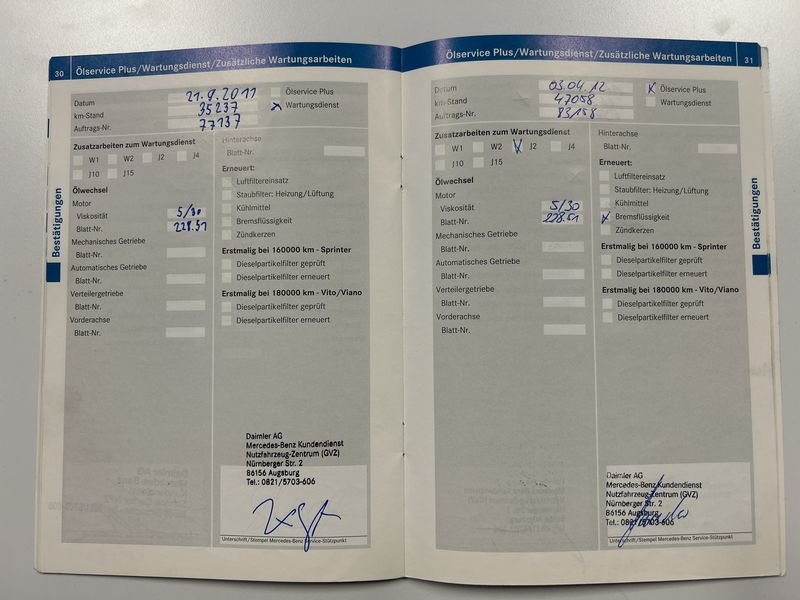 30 Ölservice Plus/Wartungsdienst/Zusätzliche Wartungsarbeiten
Datum 21.9.2011
Ölservice Plus
km-Stand 35237
x Wartungsdienst
Auftrags-Nr. 77137
Zusatzarbeiten zum Wartungsdienst
W1 W2 J2 J4
J10 J15
Ölwechsel
Motor
Viskosität 5/30
Blatt-Nr. 228.51
Mechanisches Getriebe
Blatt-Nr.
Automatisches Getriebe
Blatt-Nr.
Verteilergetriebe
Blatt-Nr.
Vorderachse
Blatt-Nr.
Hinterachse
Blatt-Nr.
Erneuert:
Luftfiltereinsatz
Staubfilter: Heizung/Lüftung
Kühlmittel
Bremsflüssigkeit
Zündkerzen
Erstmalig bei 160000 km - Sprinter
Dieselpartikelfilter geprüft
Dieselpartikelfilter erneuert
Erstmalig bei 180000 km - Vito/Viano
Dieselpartikelfilter geprüft
Dieselpartikelfilter erneuert
Daimler AG
Mercedes-Benz Kundendienst
Nutzfahrzeug-Zentrum (GVZ)
Nürnberger Str. 2
86156 Augsburg
Tel.: 0821/5703-606
Unterschrift/Stempel Mercedes-Benz Service-Stützpunkt
Bestätigungen
Ölservice Plus/Wartungsdienst/Zusätzliche Wartungsarbeiten 31
Datum 03.04.12
x Ölservice Plus
km-Stand 47058
Wartungsdienst
Auftrags-Nr. 83158
Zusatzarbeiten zum Wartungsdienst
W1 W2 x J2 J4
J10 J15
Ölwechsel
Motor
Viskosität 5/30
Blatt-Nr. 228.51
Mechanisches Getriebe
Blatt-Nr.
Automatisches Getriebe
Blatt-Nr.
Verteilergetriebe
Blatt-Nr.
Vorderachse
Blatt-Nr.
Hinterachse
Blatt-Nr.
Erneuert:
Luftfiltereinsatz
Staubfilter: Heizung/Lüftung
Kühlmittel
x Bremsflüssigkeit
Zündkerzen
Erstmalig bei 160000 km - Sprinter
Dieselpartikelfilter geprüft
Dieselpartikelfilter erneuert
Erstmalig bei 180000 km - Vito/Viano
Dieselpartikelfilter geprüft
Dieselpartikelfilter erneuert
Daimler AG
Mercedes-Benz Kundendienst
Nutzfahrzeug-Zentrum (GVZ)
Nürnberger Str. 2
86156 Augsburg
Tel.: 0821/5703-606
Unterschrift/Stempel Mercedes-Benz Service-Stützpunkt
Bestätigungen